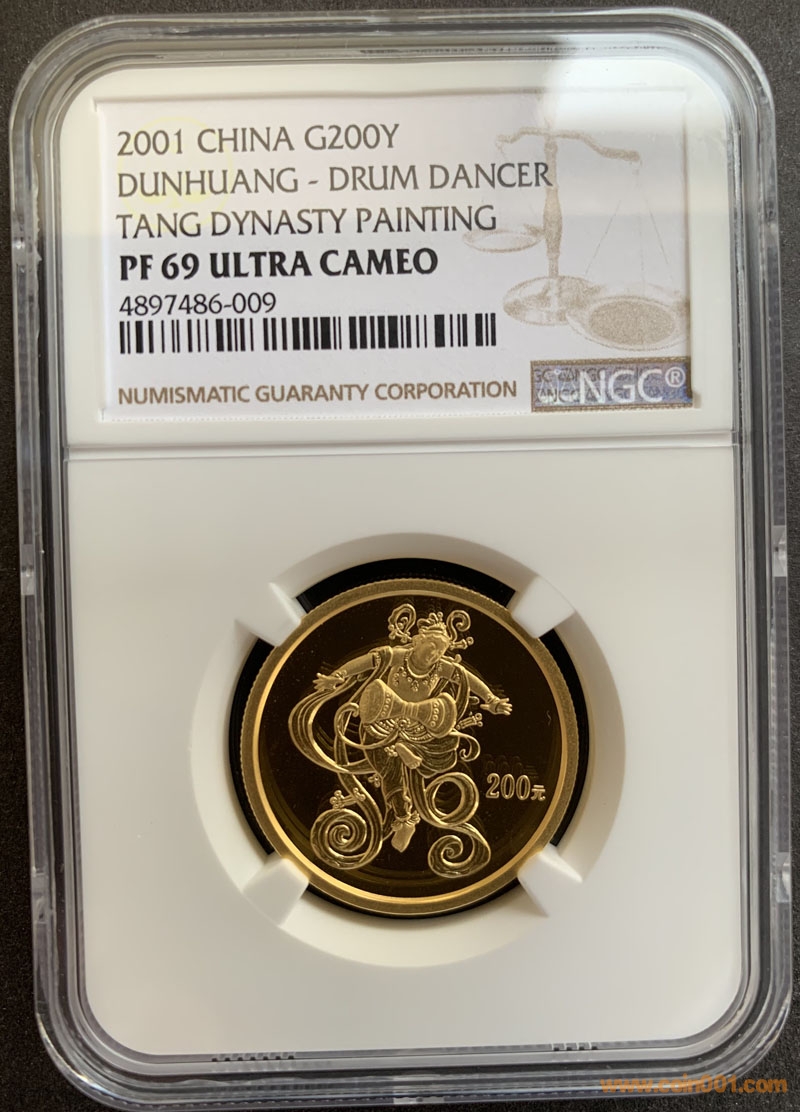 2001 CHINA G200Y
DUNHUANG - DRUM DANCER
TANG DYNASTY PAINTING
PF 69 ULTRA CAMEO
4897486-009
NUMISMATIC GUARANTY CORPORATION
NGC®
200元
www.coin001.com